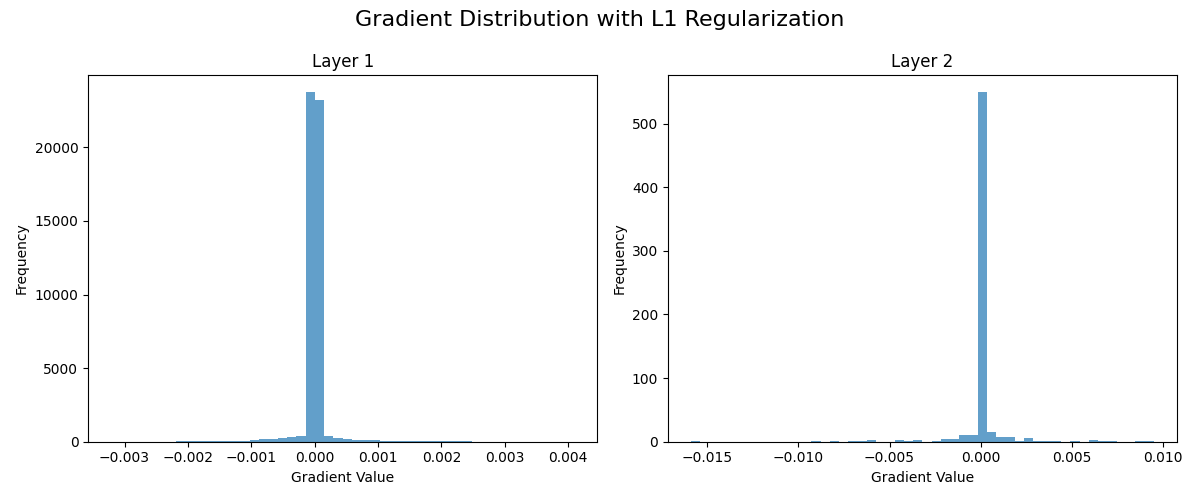 Gradient Distribution with L1 Regularization
Layer 1
Frequency
20000
15000
10000
5000
0
−0.003 −0.002 −0.001 0.000 0.001 0.002 0.003 0.004
Gradient Value
Layer 2
Frequency
500
400
300
200
100
0
−0.015 −0.010 −0.005 0.000 0.005 0.010
Gradient Value